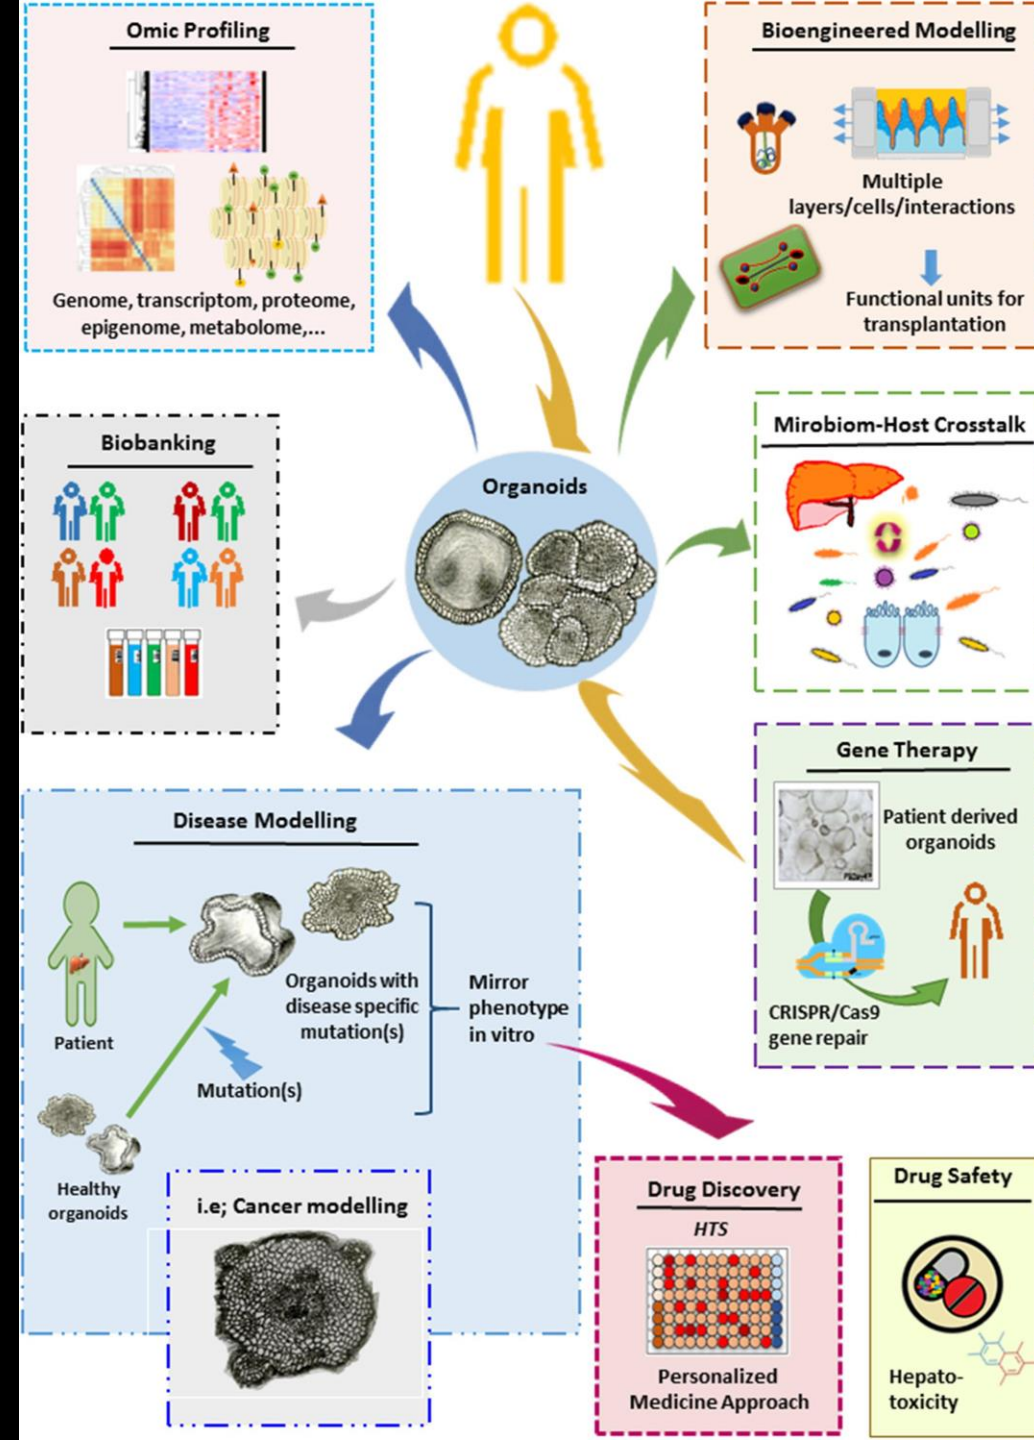 Omic Profiling
Genome, transcriptom, proteome,
epigenome, metabolome,...
Bioengineered Modelling
Multiple
layers/cells/interactions
Functional units for
transplantation
Organoids
Biobanking
Mirobiom-Host Crosstalk
Gene Therapy
Patient derived
organoids
CRISPR/Cas9
gene repair
Disease Modelling
Patient
Organoids with
disease specific
mutation(s)
Mirror
phenotype
in vitro
Mutation(s)
Healthy
organoids
i.e; Cancer modelling
Drug Discovery
HTS
Personalized
Medicine Approach
Drug Safety
Hepato-
toxicity